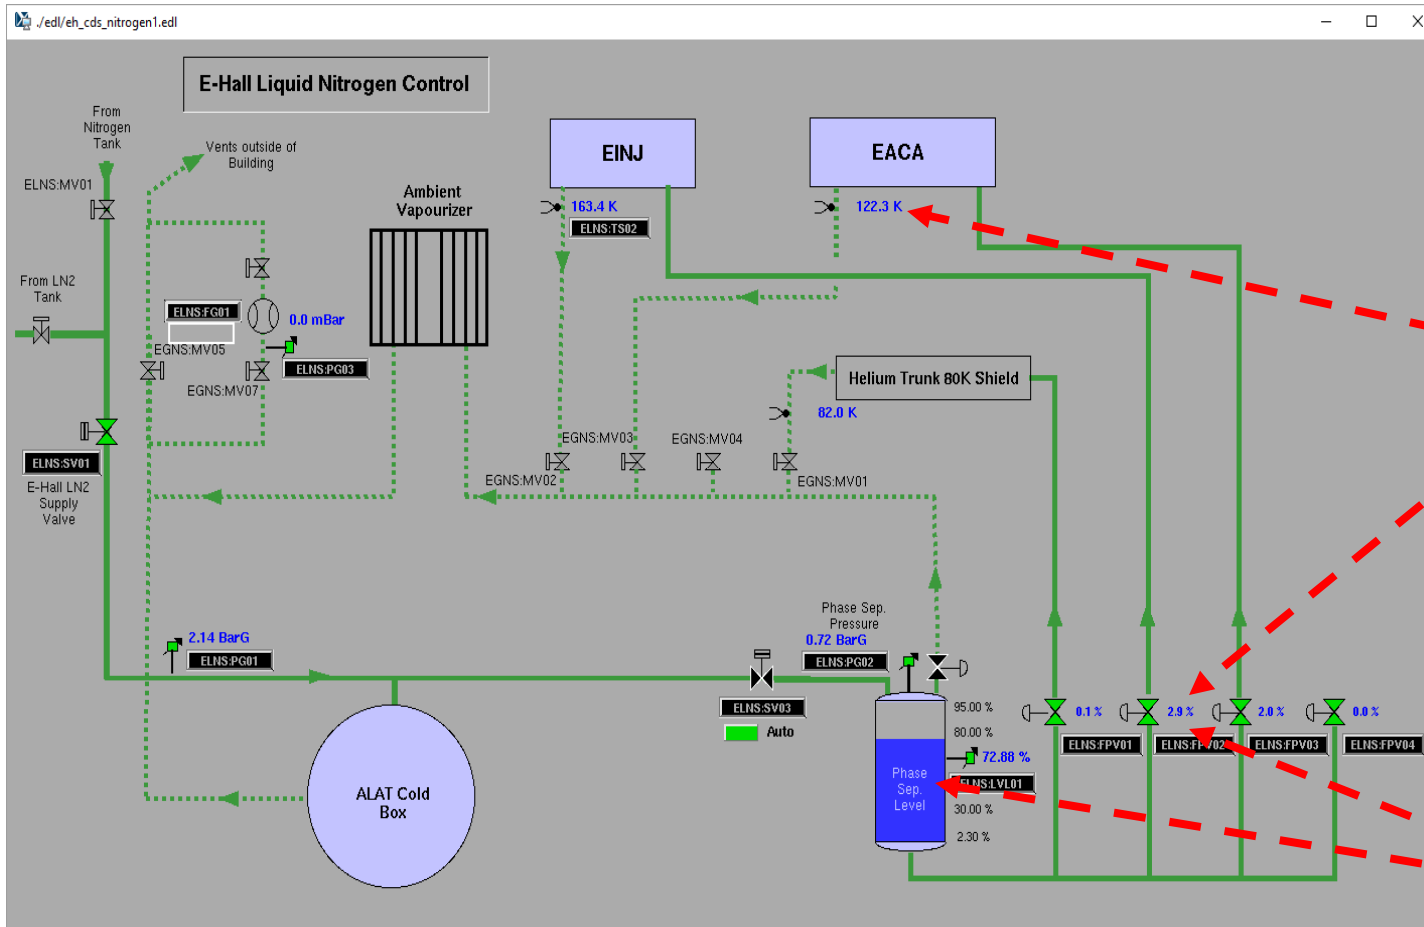 ./edl/eh_cds_nitrogen1.edl
E-Hall Liquid Nitrogen Control
From
Nitrogen
Tank
Vents outside of
Building
ELNS:MV01
Ambient
Vapourizer
EINJ
EACA
163.4 K
ELNS:TS02
122.3 K
From LN2
Tank
ELNS:FG01
0.0 mBar
EGNS:MV05
ELNS:PG03
EGNS:MV07
Helium Trunk 80K Shield
82.0 K
ELNS:SV01
E-Hall LN2
Supply
Valve
EGNS:MV03
EGNS:MV04
EGNS:MV02
EGNS:MV01
2.14 BarG
ELNS:PG01
Phase Sep.
Pressure
0.72 BarG
ELNS:PG02
ELNS:SV03
Auto
95.00 %
80.00 %
72.88 %
ELNS:LVL01
30.00 %
2.30 %
Phase
Sep.
Level
0.1 %
2.9 %
2.0 %
0.0 %
ELNS:FPV01
ELNS:FPV02
ELNS:FPV03
ELNS:FPV04
ALAT Cold
Box